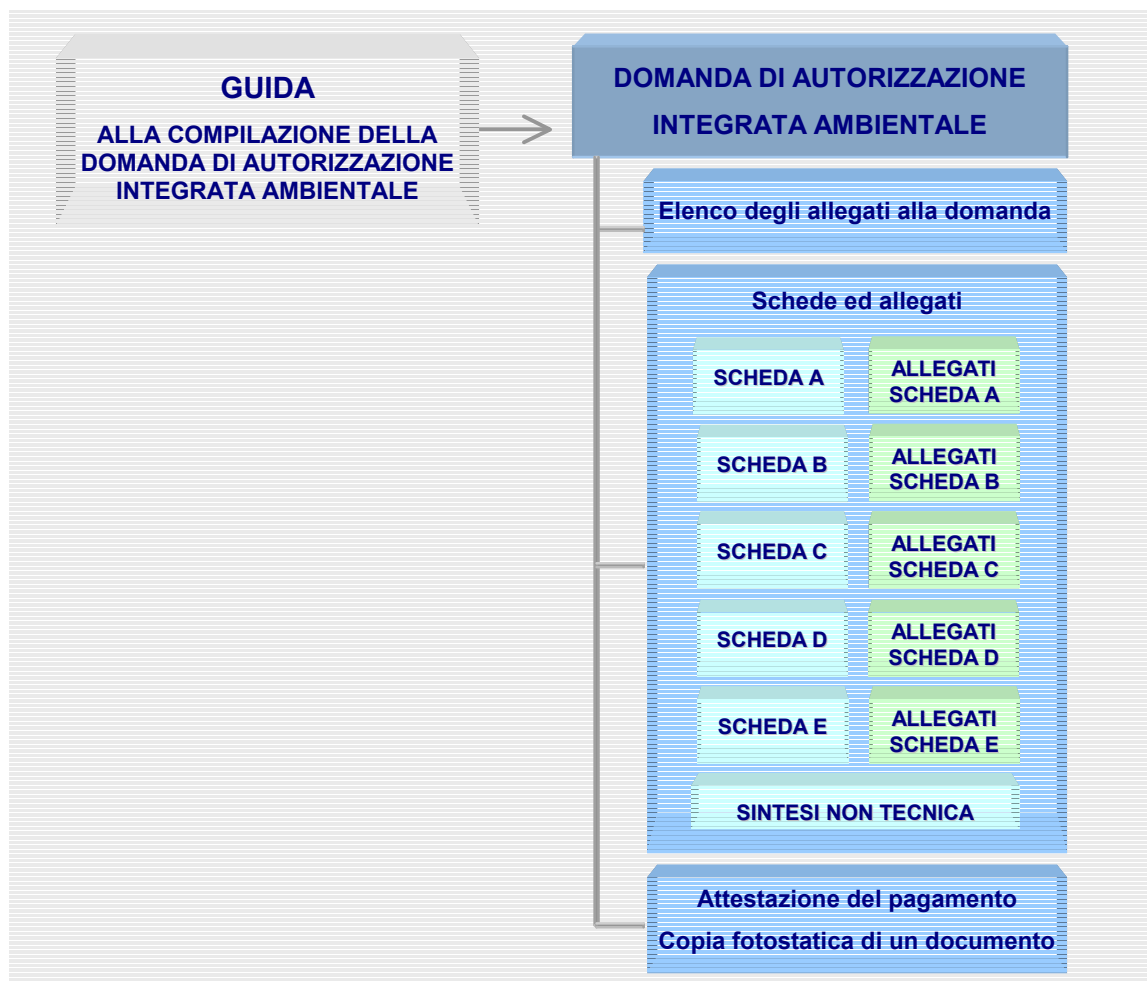 GUIDA
ALLA COMPILAZIONE DELLA
DOMANDA DI AUTORIZZAZIONE
INTEGRATA AMBIENTALE
DOMANDA DI AUTORIZZAZIONE
INTEGRATA AMBIENTALE
Elenco degli allegati alla domanda
Schede ed allegati
SCHEDA A
ALLEGATI
SCHEDA A
SCHEDA B
ALLEGATI
SCHEDA B
SCHEDA C
ALLEGATI
SCHEDA C
SCHEDA D
ALLEGATI
SCHEDA D
SCHEDA E
ALLEGATI
SCHEDA E
SINTESI NON TECNICA
Attestazione del pagamento
Copia fotostatica di un documento